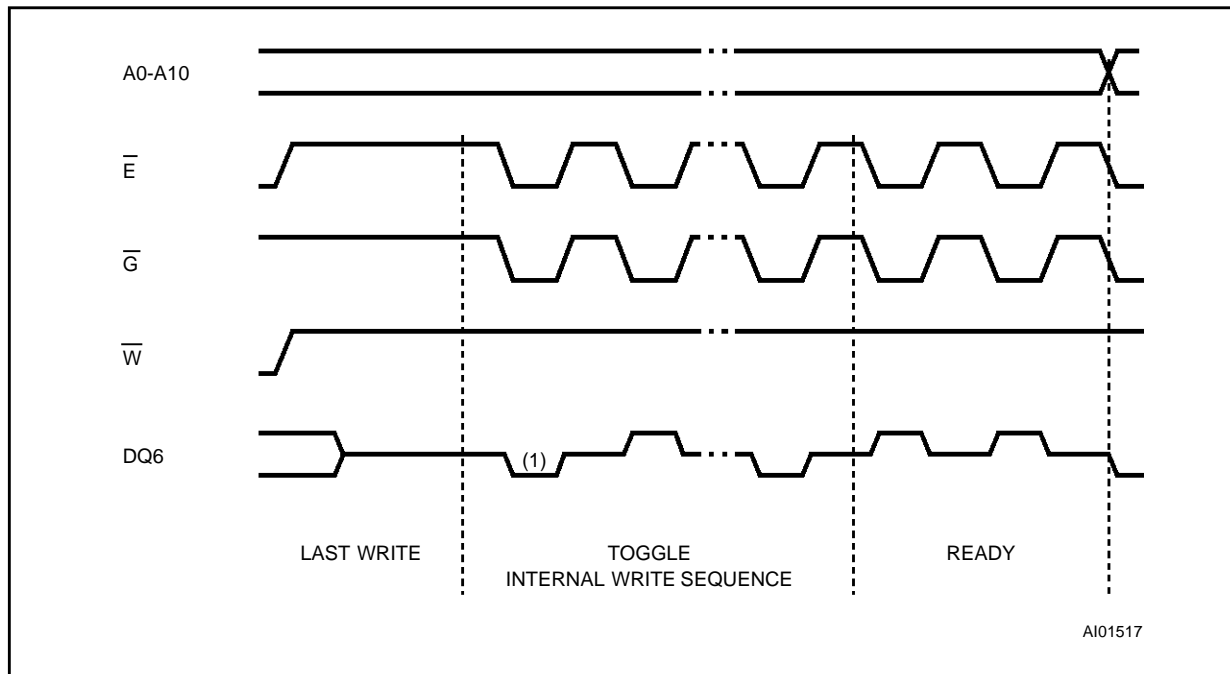 A0-A10
E̅
G̅
W̅
DQ6
(1)
LAST WRITE
TOGGLE
INTERNAL WRITE SEQUENCE
READY
AI01517